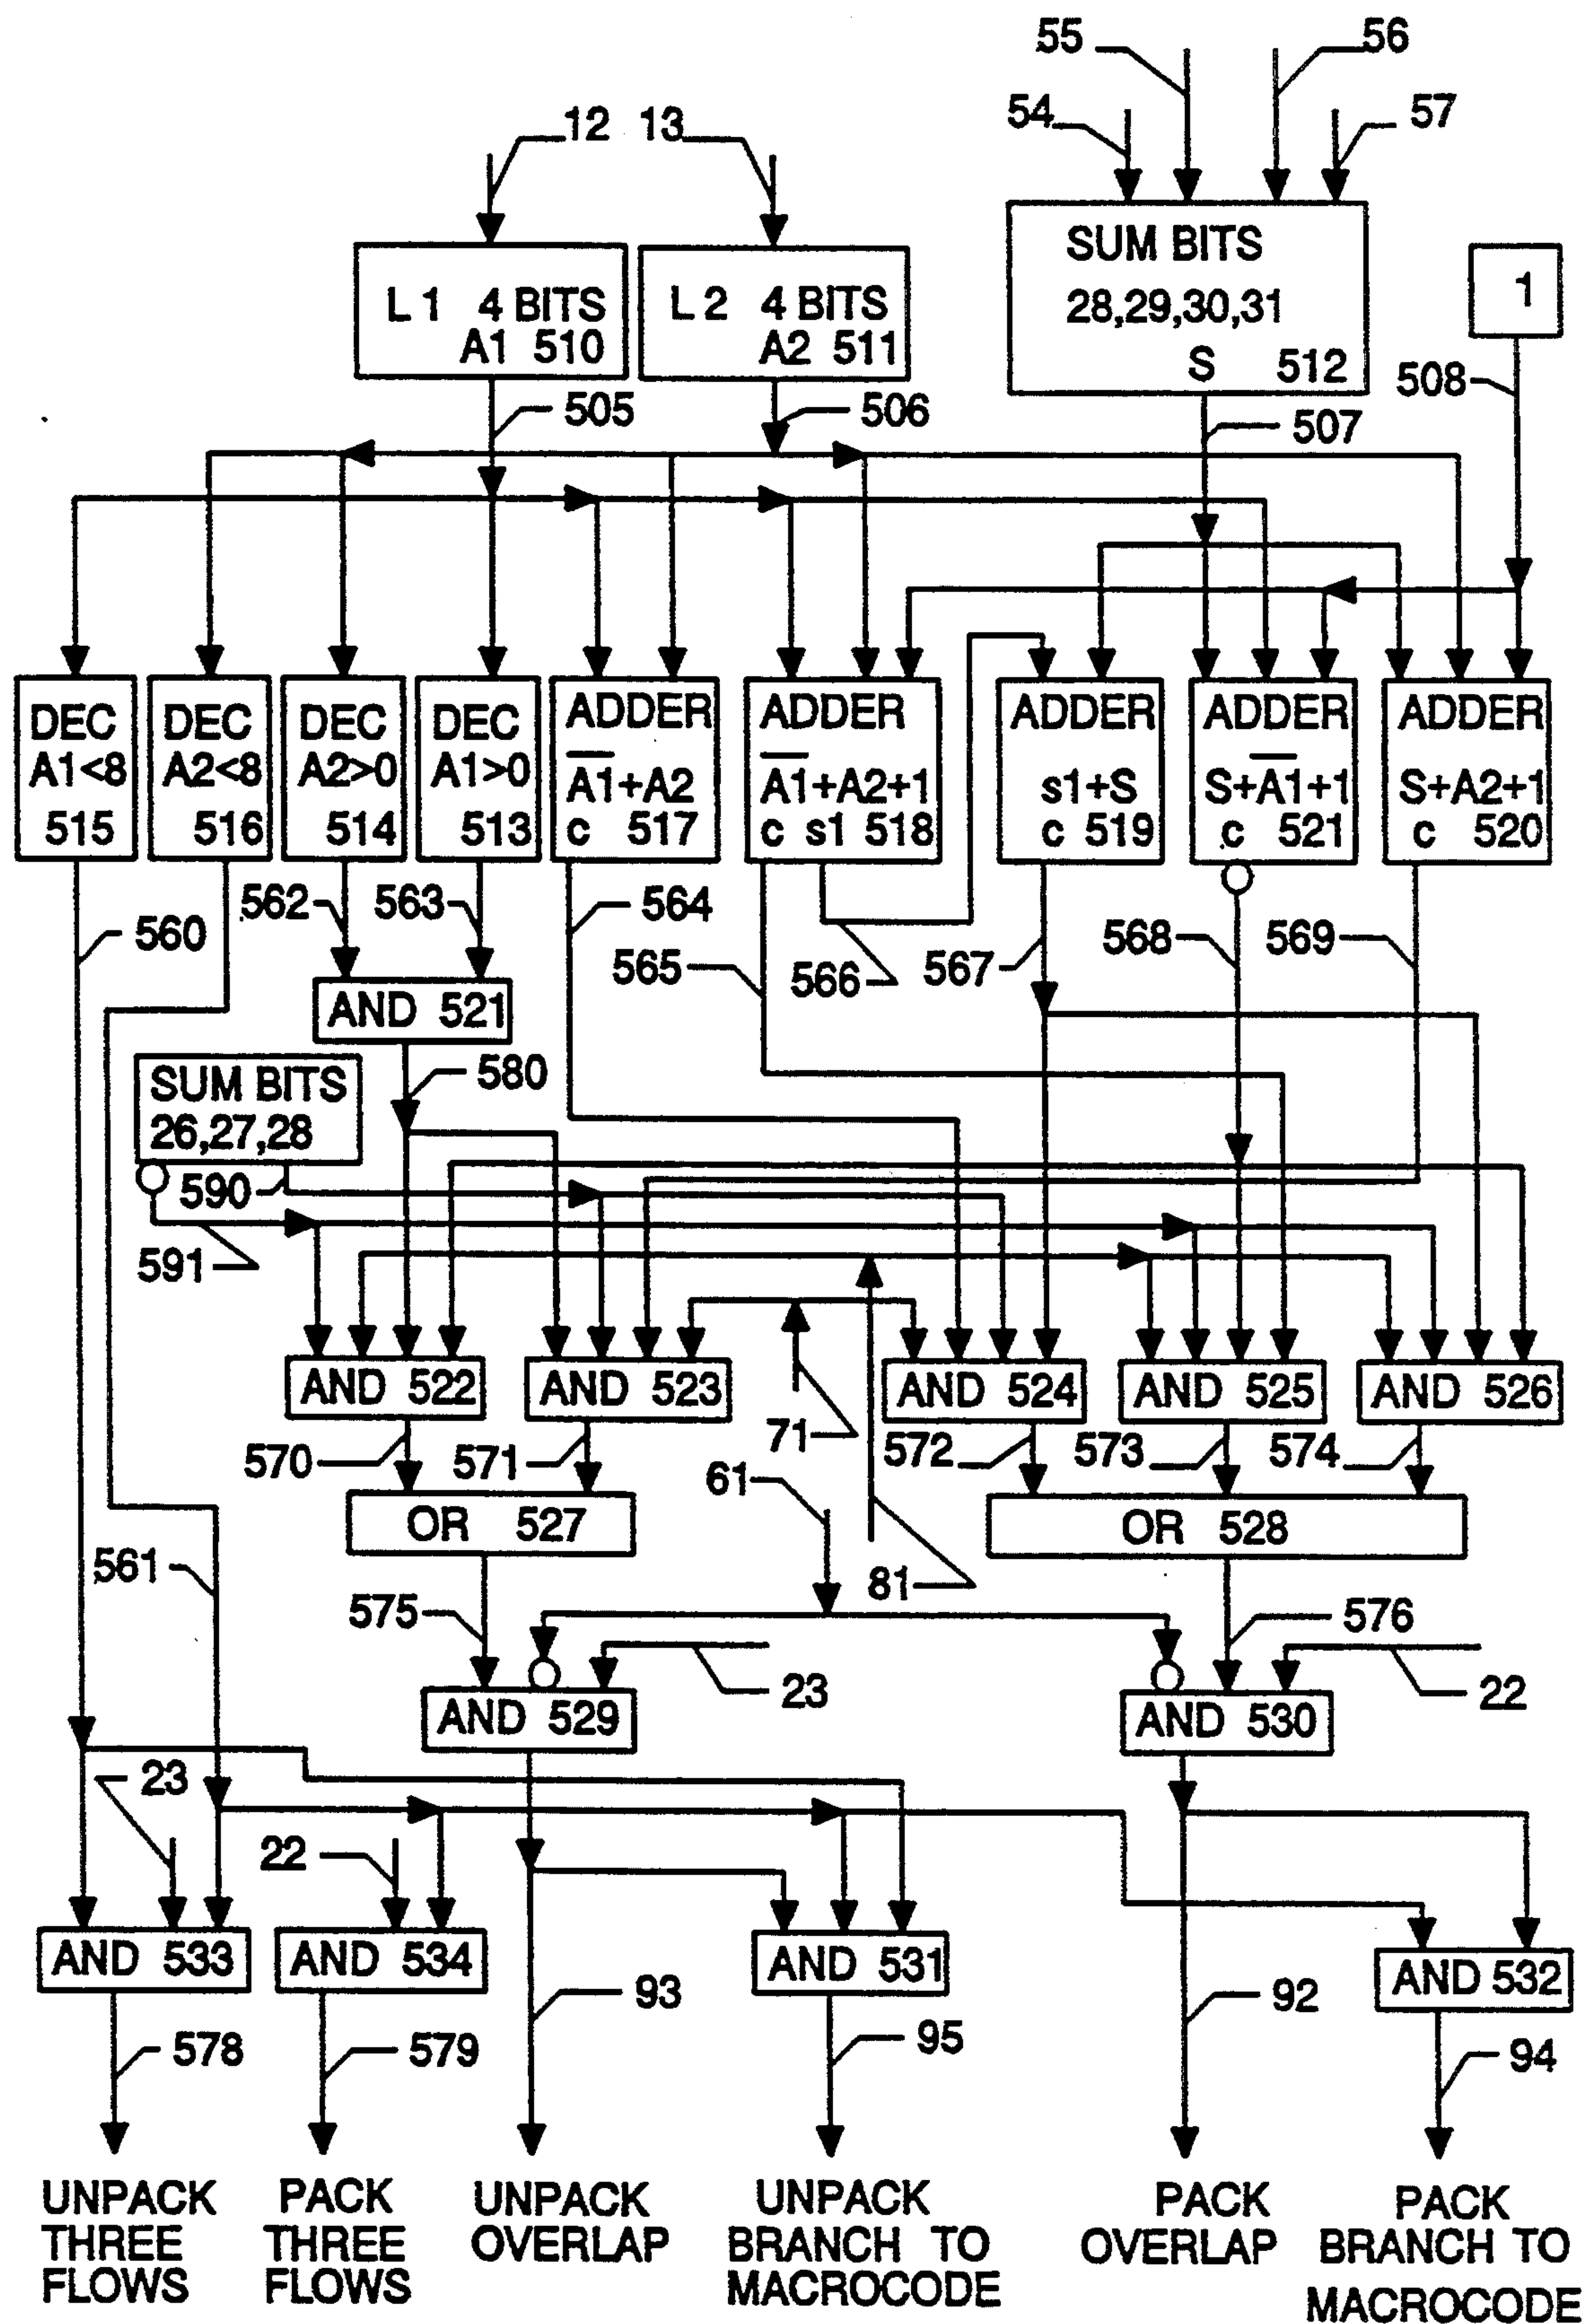 55
56
54
57
12
13
L 1 4 BITS
A1 510
L 2 4 BITS
A2 511
SUM BITS
28,29,30,31
S 512
1
508
505
506
507
DEC
A1<8
515
DEC
A2<8
516
DEC
A2>0
514
DEC
A1>0
513
ADDER
A̅1̅+A2
c 517
ADDER
A̅1̅+A2+1
c s1 518
ADDER
s1+S
c 519
ADDER
S+A̅1̅+1
c 521
ADDER
S+A2+1
c 520
562
563
564
560
565
566
567
568
569
AND 521
580
SUM BITS
26,27,28
590
591
AND 522
AND 523
AND 524
AND 525
AND 526
71
570
571
572
573
574
61
OR 527
OR 528
561
81
575
576
23
22
AND 529
AND 530
23
22
AND 533
AND 534
AND 531
AND 532
93
92
578
579
95
94
UNPACK
THREE
FLOWS
PACK
THREE
FLOWS
UNPACK
OVERLAP
UNPACK
BRANCH TO
MACROCODE
PACK
OVERLAP
PACK
BRANCH TO
MACROCODE